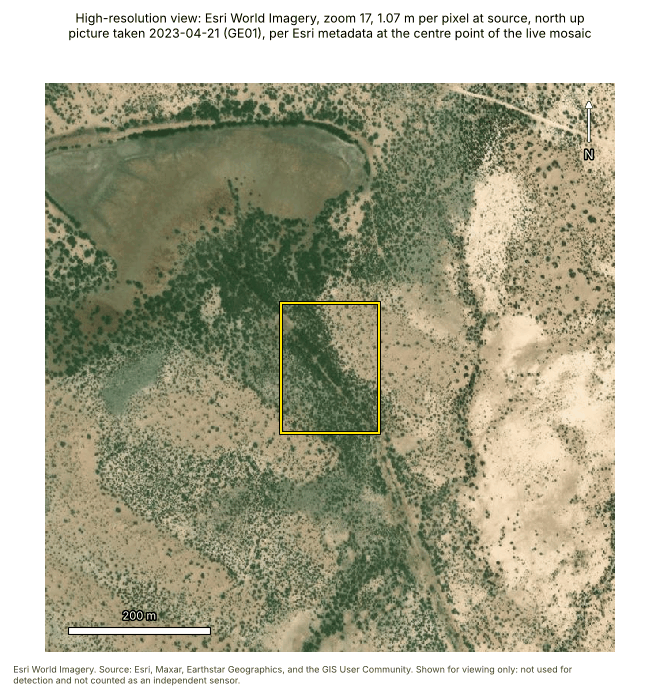 High-resolution view: Esri World Imagery, zoom 17, 1.07 m per pixel at source, north up
picture taken 2023-04-21 (GE01), per Esri metadata at the centre point of the live mosaic
N
200 m
Esri World Imagery. Source: Esri, Maxar, Earthstar Geographics, and the GIS User Community. Shown for viewing only: not used for
detection and not counted as an independent sensor.